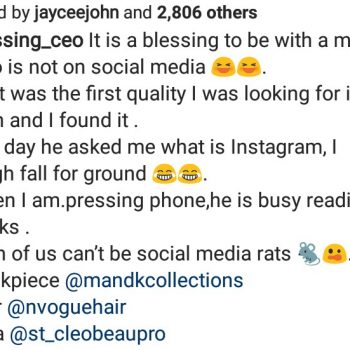 d by jayceejohn and 2,806 others
ssing_ceo It is a blessing to be with a m
o is not on social media 😆😆.
t was the first quality I was looking for i
n and I found it .
day he asked me what is Instagram, I
gh fall for ground 😂😂.
en I am.pressing phone,he is busy readi
ks .
h of us can't be social media rats 🐀😛.
kpiece @mandkcollections
r @nvoguehair
a @st_cleobeaupro